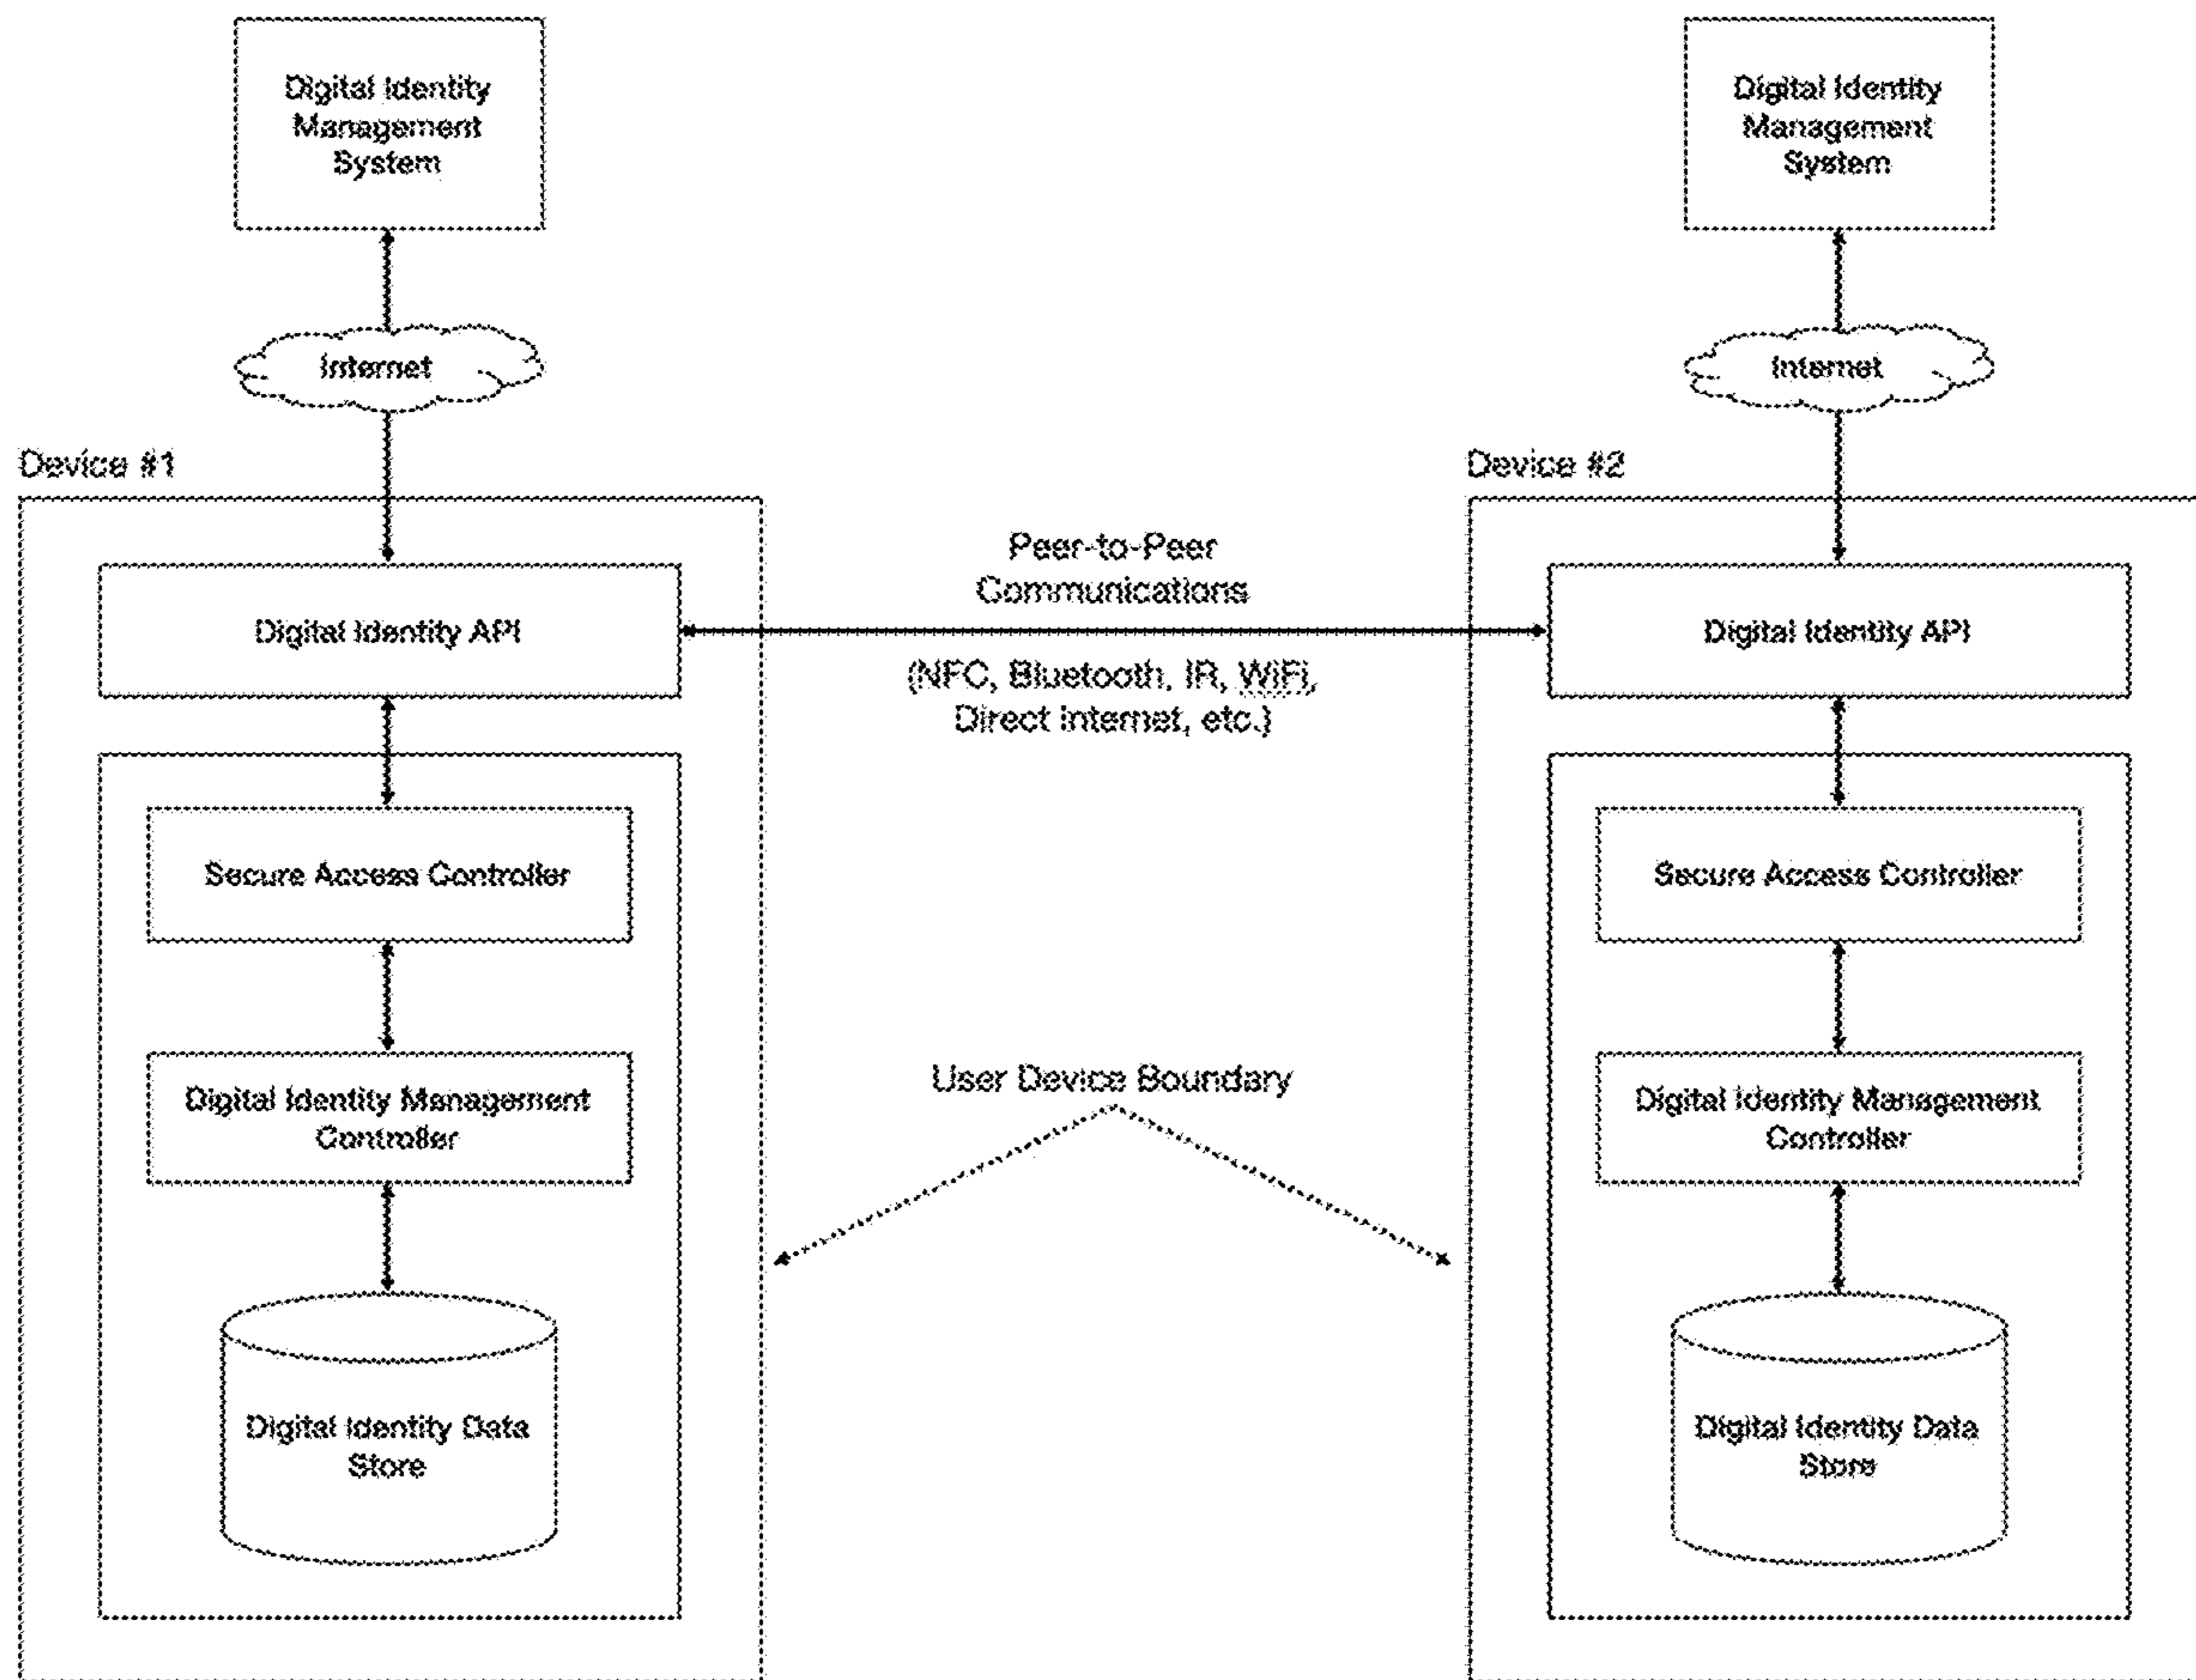 Digital Identity
Management
System
Digital Identity
Management
System
Internet
Internet
Device #1
Device #2
Peer-to-Peer
Communications
Digital Identity API
Digital Identity API
(NFC, Bluetooth, IR, WiFi,
Direct Internet, etc.)
Secure Access Controller
Secure Access Controller
User Device Boundary
Digital Identity Management
Controller
Digital Identity Management
Controller
Digital Identity Data
Store
Digital Identity Data
Store